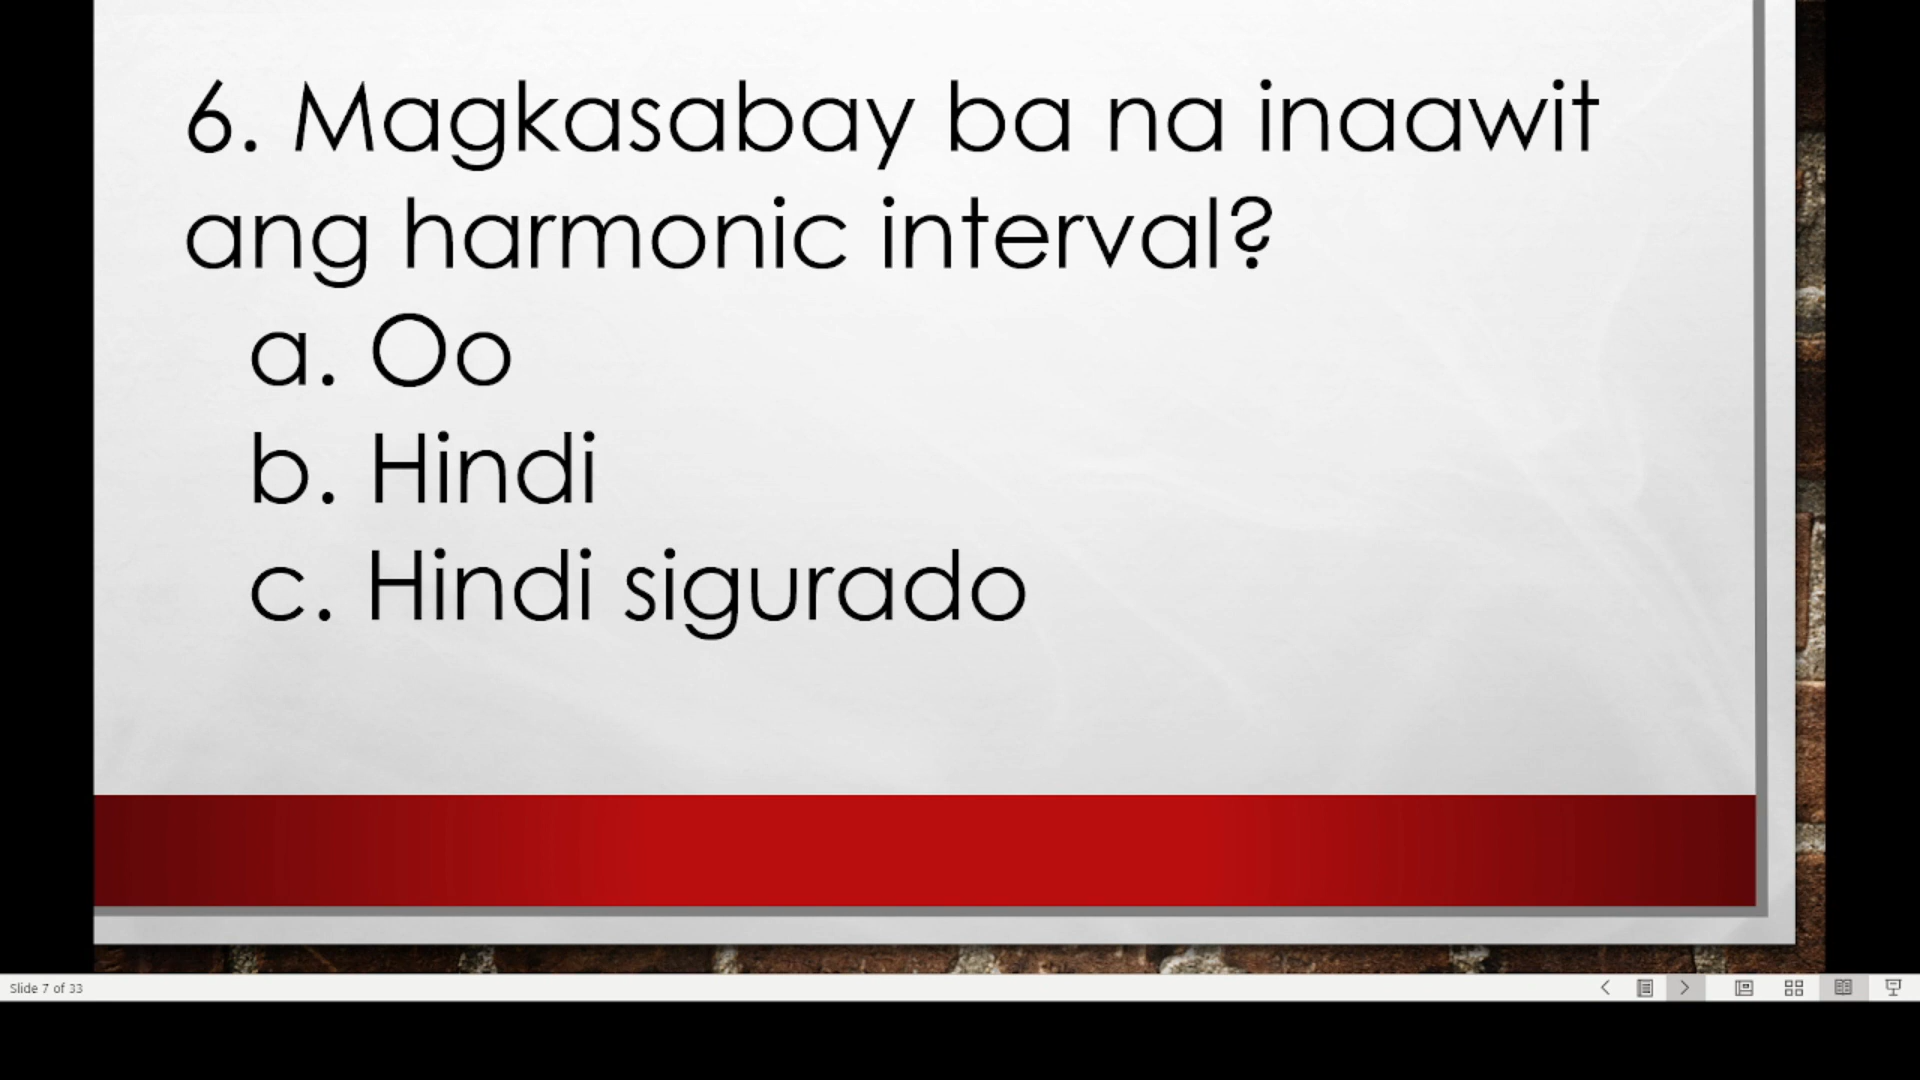 6. Magkasabay ba na inaawit
ang harmonic interval?
a. Oo
b. Hindi
c. Hindi sigurado
Slide 7 of 33